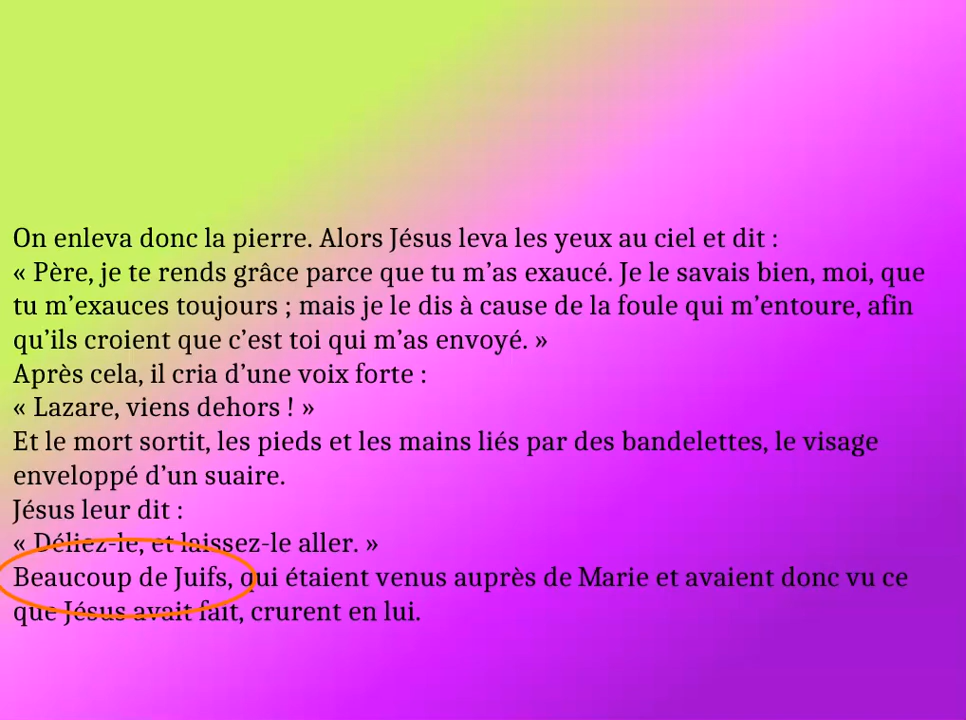 On enleva donc la pierre. Alors Jésus leva les yeux au ciel et dit :
« Père, je te rends grâce parce que tu m’as exaucé. Je le savais bien, moi, que
tu m’exauces toujours ; mais je le dis à cause de la foule qui m’entoure, afin
qu’ils croient que c’est toi qui m’as envoyé. »
Après cela, il cria d’une voix forte :
« Lazare, viens dehors ! »
Et le mort sortit, les pieds et les mains liés par des bandelettes, le visage
enveloppé d’un suaire.
Jésus leur dit :
« Déliez-le, et laissez-le aller. »
Beaucoup de Juifs, qui étaient venus auprès de Marie et avaient donc vu ce
que Jésus avait fait, crurent en lui.